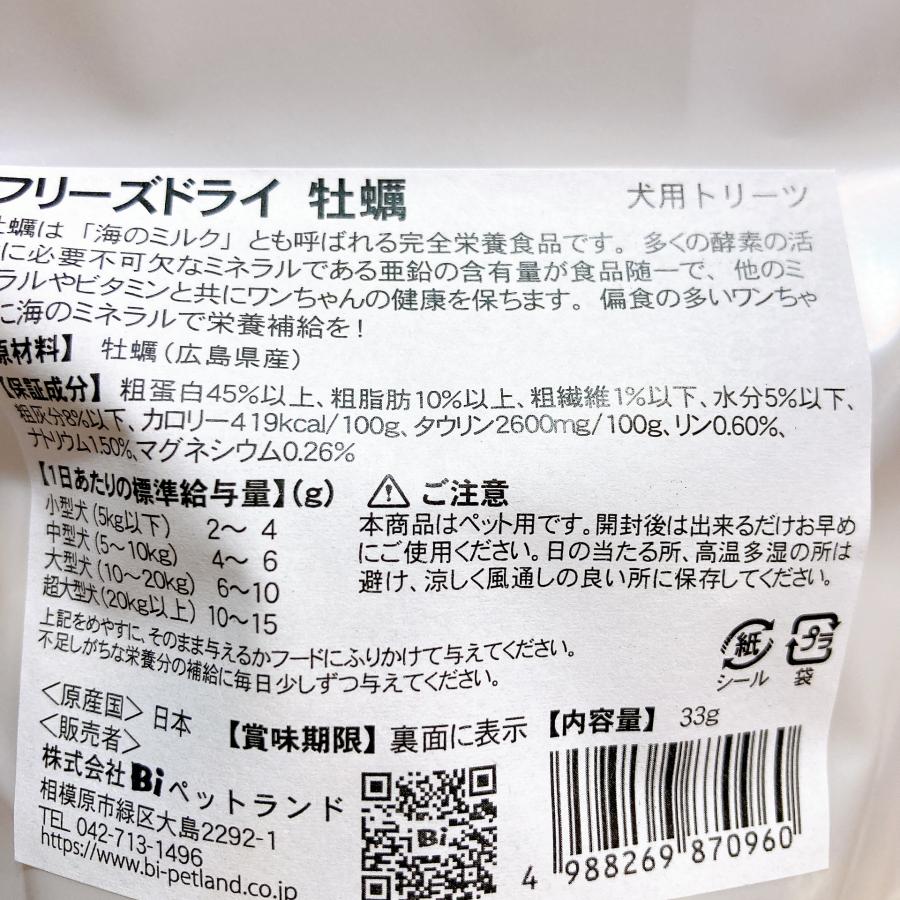 フリーズドライ 牡蠣
犬用トリーツ
牡蠣は「海のミルク」とも呼ばれる完全栄養食品です。多くの酵素の活
に必要不可欠なミネラルである亜鉛の含有量が食品随一で、他のミ
ラルやビタミンと共にワンちゃんの健康を保ちます。偏食の多いワンちゃ
に海のミネラルで栄養補給を!
原材料】 牡蠣(広島県産)
【保証成分】粗蛋白45%以上、粗脂肪10%以上、粗繊維1%以下、水分5%以下、
粗灰分8%以下、カロリー419kcal/100g、タウリン2600mg/100g、リン0.60%、
ナトリウム1.50%、マグネシウム0.26%
【1日あたりの標準給与量】(g)
小型犬(5kg以下) 2〜4
中型犬(5〜10kg) 4〜6
大型犬(10〜20kg) 6〜10
超大型犬(20kg以上) 10〜15
上記をめやすに、そのまま与えるかフードにふりかけて与えてください。
不足しがちな栄養分の補給に毎日少しずつ与えてください。
⚠ ご注意
本商品はペット用です。開封後は出来るだけお早め
にご使用ください。日の当たる所、高温多湿の所は
避け、涼しく風通しの良い所に保存してください。
紙 プラ
シール 袋
<原産国> 日本
<販売者>
株式会社Biペットランド
相模原市緑区大島2292-1
TEL 042-713-1496
https://www.bi-petland.co.jp
【賞味期限】裏面に表示
【内容量】 33g
Bi
4 988269 870960